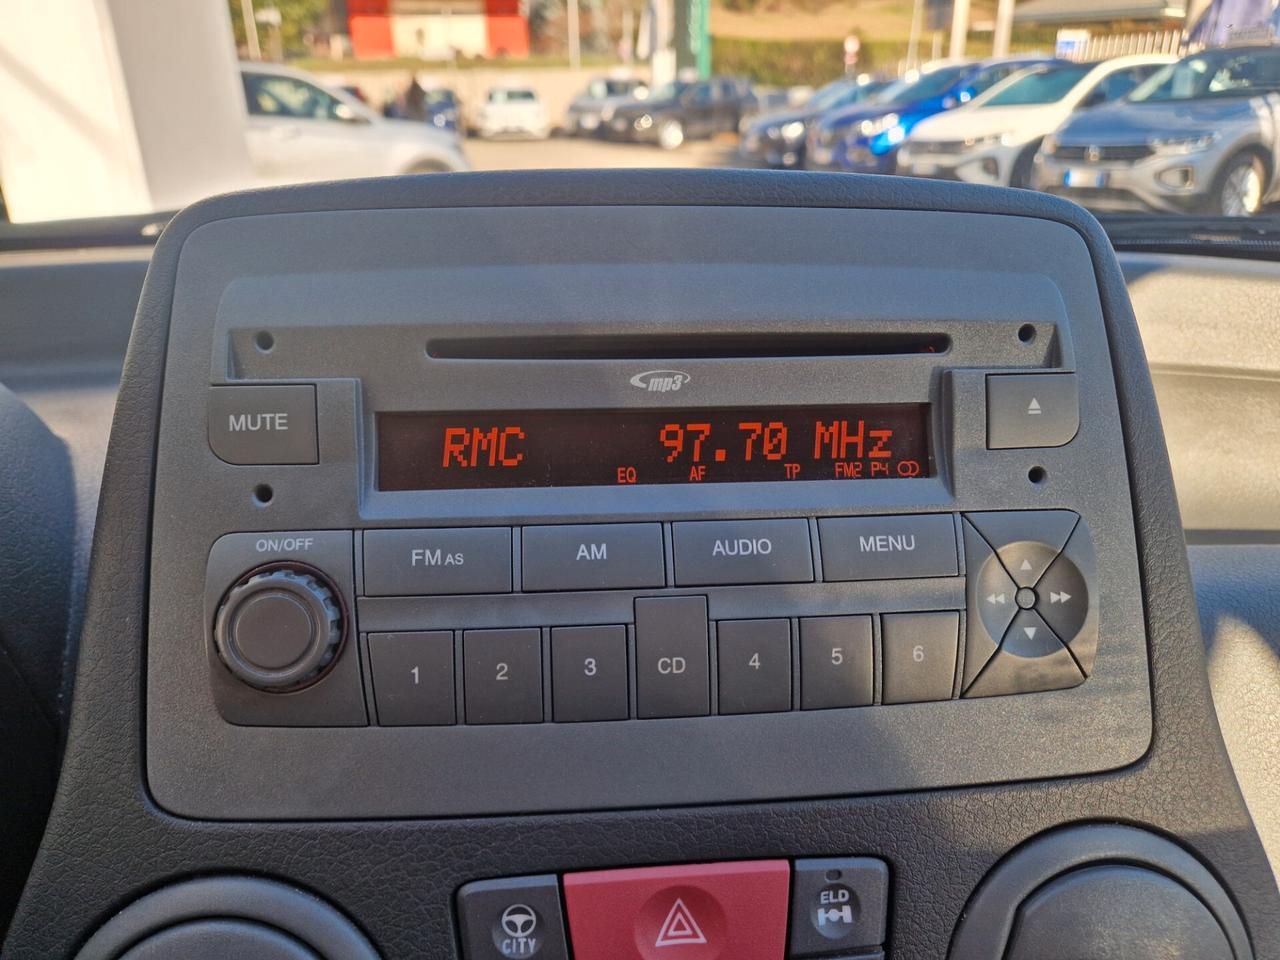 mp3
MUTE
RMC 97.70 MHz
EQ AF TP FM2 P4
ON/OFF
FM AS AM AUDIO MENU
1 2 3 CD 4 5 6
CITY
ELD